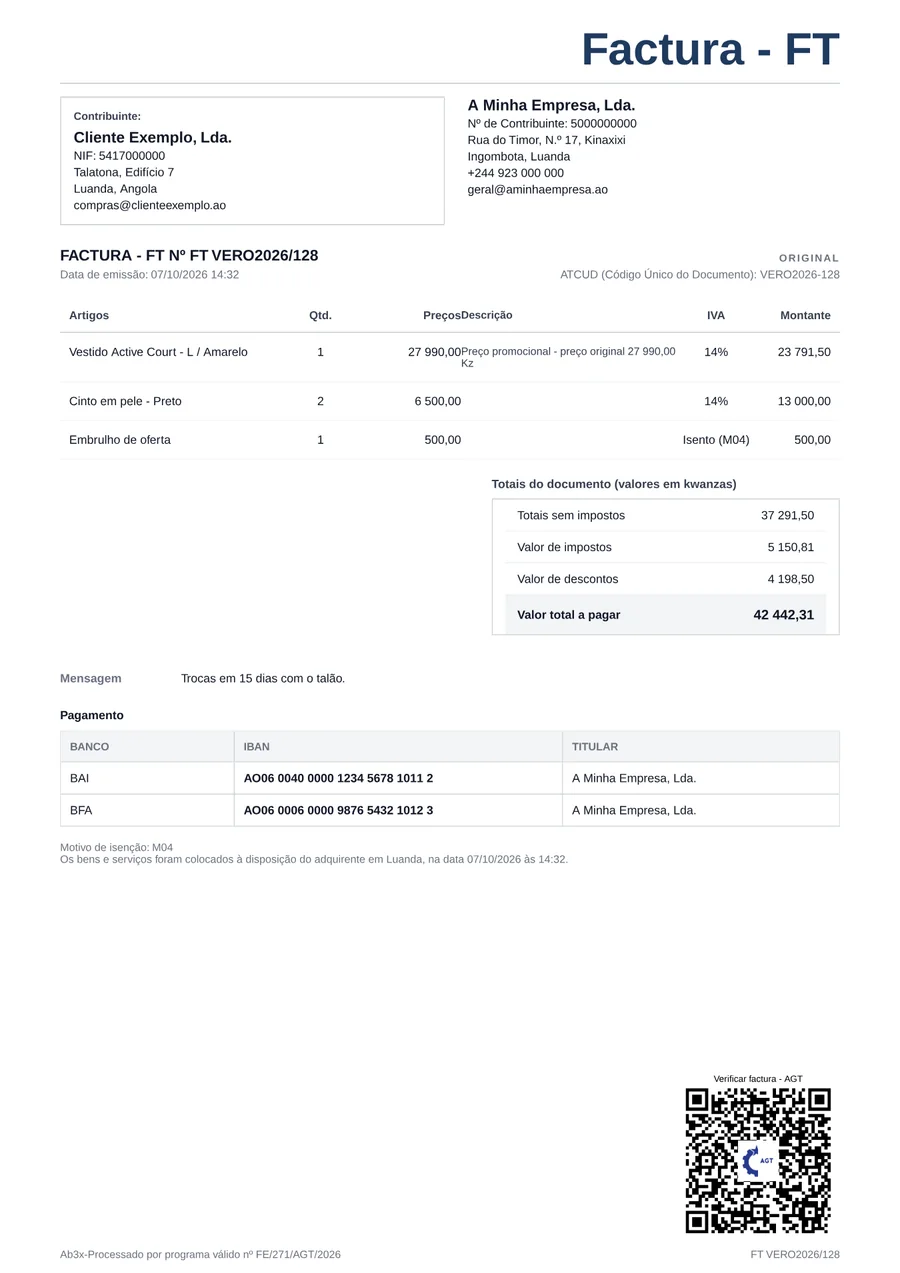 Factura - FT
Contribuinte:
Cliente Exemplo, Lda.
NIF: 5417000000
Talatona, Edifício 7
Luanda, Angola
compras@clienteexemplo.ao
A Minha Empresa, Lda.
Nº de Contribuinte: 5000000000
Rua do Timor, N.º 17, Kinaxixi
Ingombota, Luanda
+244 923 000 000
geral@aminhaempresa.ao
FACTURA - FT Nº FT VERO2026/128
ORIGINAL
Data de emissão: 07/10/2026 14:32
ATCUD (Código Único do Documento): VERO2026-128
Artigos Qtd. Preços Descrição IVA Montante
Vestido Active Court - L / Amarelo 1 27 990,00 Preço promocional - preço original 27 990,00 14% 23 791,50
Kz
Cinto em pele - Preto 2 6 500,00 14% 13 000,00
Embrulho de oferta 1 500,00 Isento (M04) 500,00
Totais do documento (valores em kwanzas)
Totais sem impostos 37 291,50
Valor de impostos 5 150,81
Valor de descontos 4 198,50
Valor total a pagar 42 442,31
Mensagem Trocas em 15 dias com o talão.
Pagamento
BANCO IBAN TITULAR
BAI AO06 0040 0000 1234 5678 1011 2 A Minha Empresa, Lda.
BFA AO06 0006 0000 9876 5432 1012 3 A Minha Empresa, Lda.
Motivo de isenção: M04
Os bens e serviços foram colocados à disposição do adquirente em Luanda, na data 07/10/2026 às 14:32.
Verificar factura - AGT
AGT
Ab3x-Processado por programa válido nº FE/271/AGT/2026
FT VERO2026/128